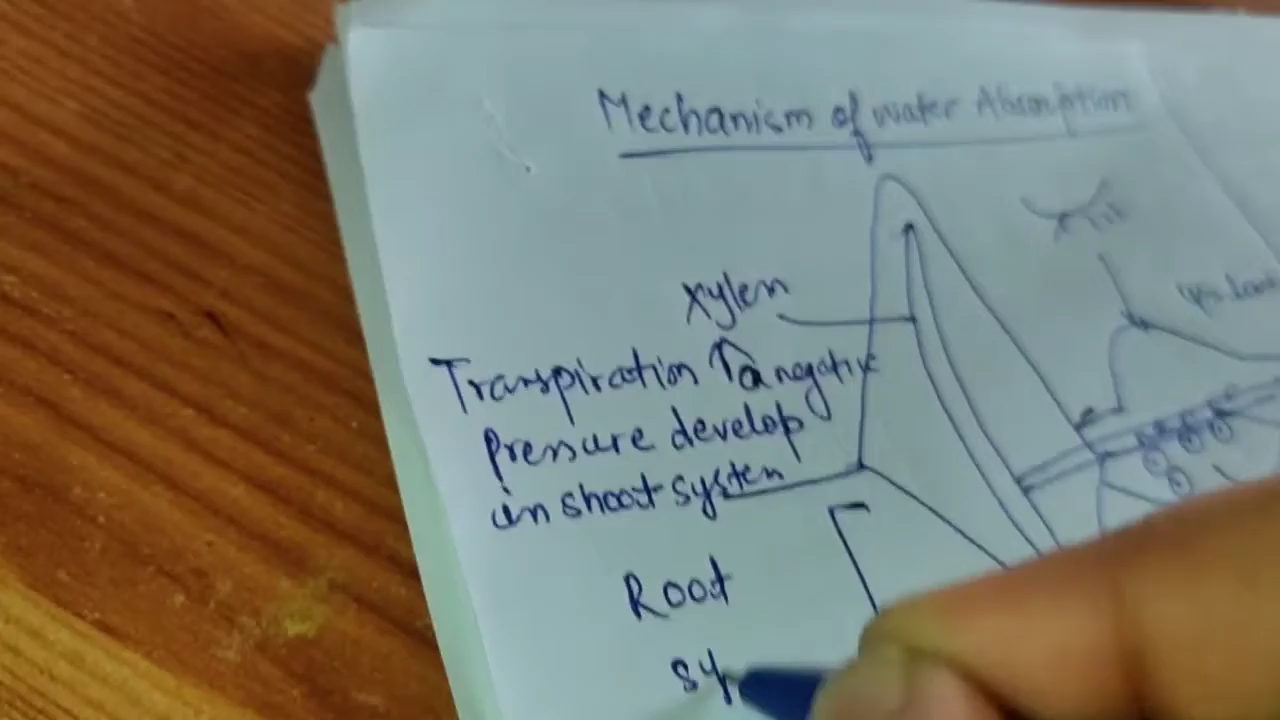 Mechanism of water Absorption
xylem
Transpiration a negative
pressure develop
in shoot system
Root
sy